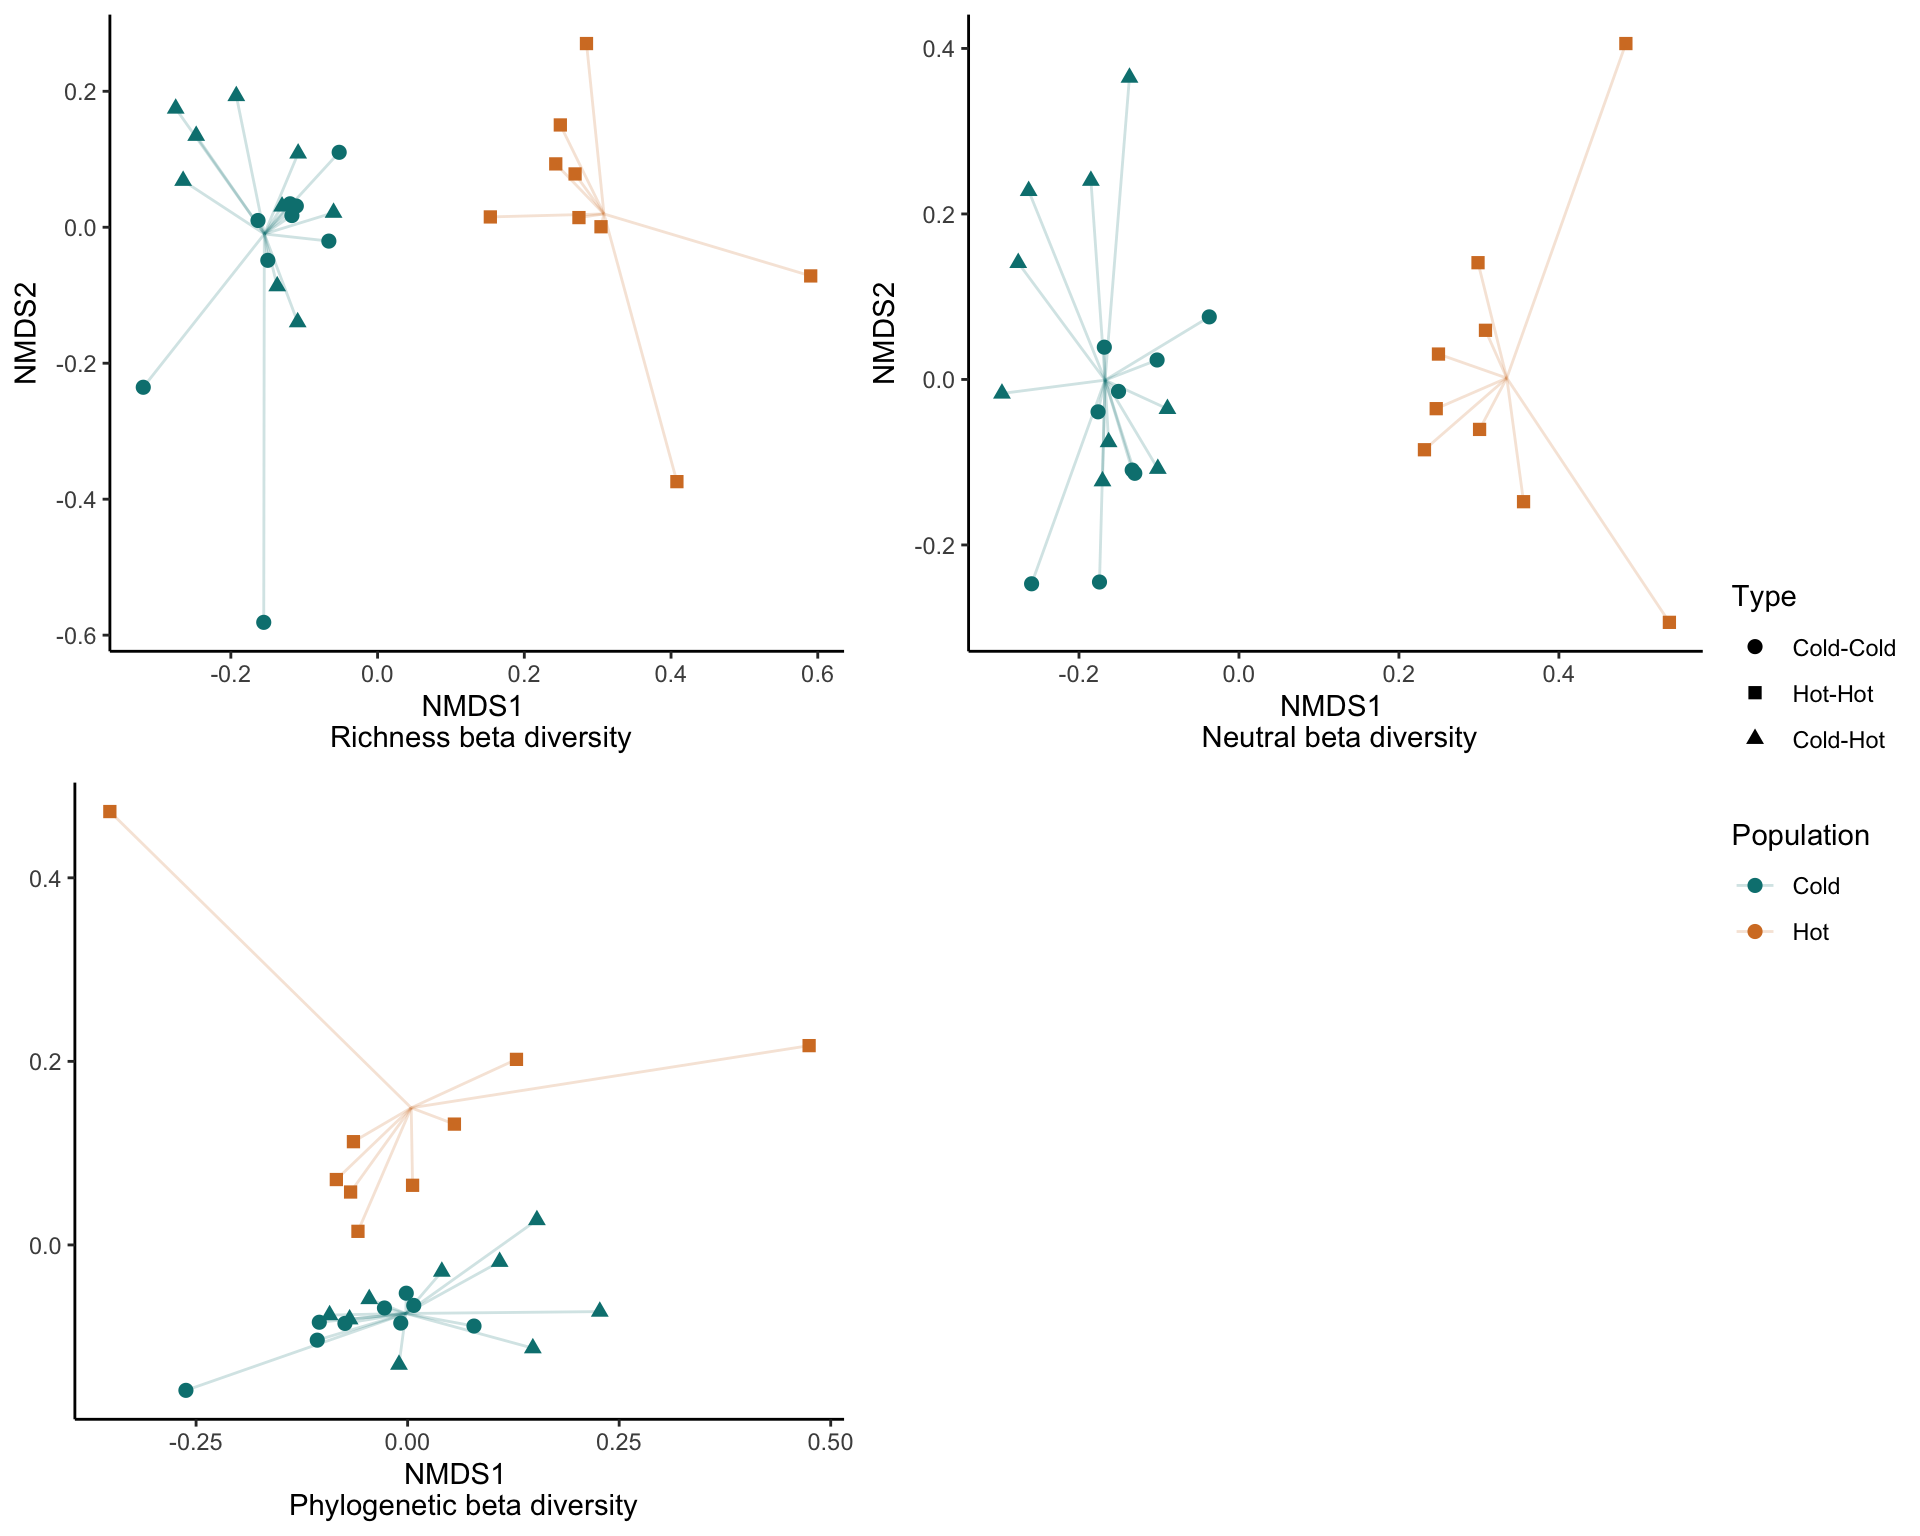 0.2
0.0
-0.2
-0.4
-0.6
NMDS2
-0.2
0.0
0.2
0.4
0.6
NMDS1
Richness beta diversity
0.4
0.2
0.0
-0.2
NMDS2
-0.2
0.0
0.2
0.4
NMDS1
Neutral beta diversity
Type
Cold-Cold
Hot-Hot
Cold-Hot
Population
Cold
Hot
0.4
0.2
0.0
-0.25
0.00
0.25
0.50
NMDS1
Phylogenetic beta diversity